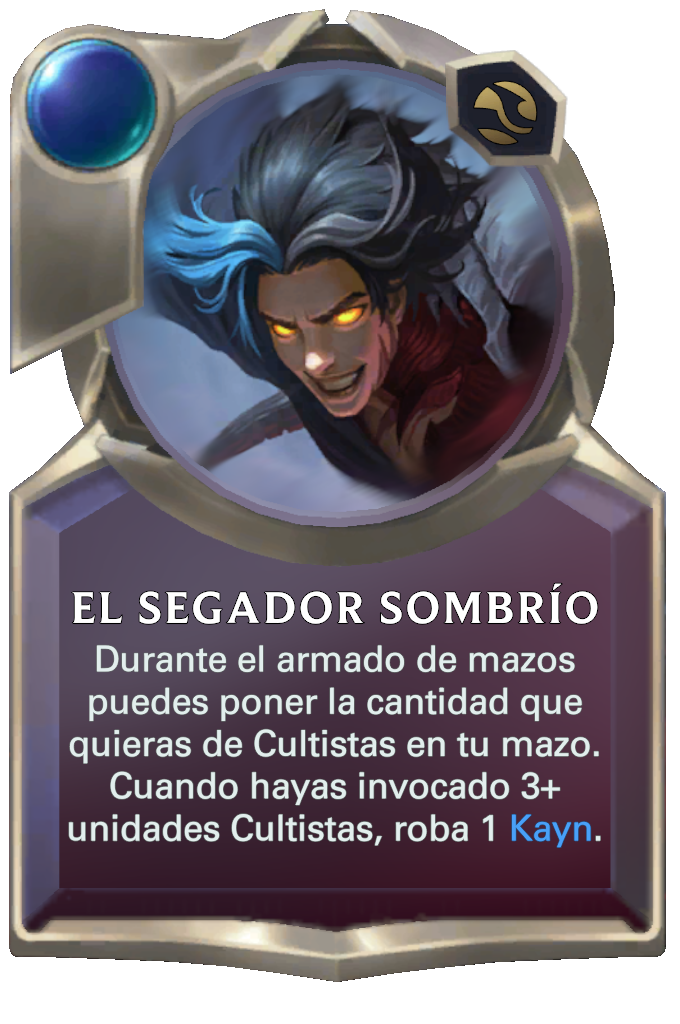 EL SEGADOR SOMBRÍO
Durante el armado de mazos
puedes poner la cantidad que
quieras de Cultistas en tu mazo.
Cuando hayas invocado 3+
unidades Cultistas, roba 1 Kayn.